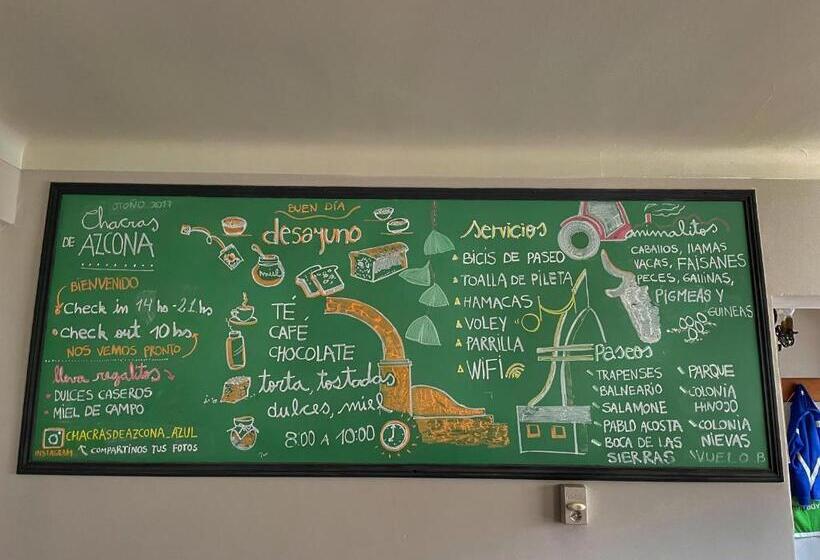 OTOÑO 2017
Chacras
DE AZCONA
BIENVENIDO
• Check in 14 hs - 21 hs
• Check out 10 hs
NOS VEMOS PRONTO
lleva regalitos
• DULCES CASEROS
• MIEL DE CAMPO
CHACRASDEAZCONA_AZUL
INSTAGRAM COMPARTINOS TUS FOTOS
BUEN DÍA
desayuno
miel
TÉ
CAFÉ
CHOCOLATE
torta, tostadas
dulces, miel
8:00 A 10:00
Servicios
BICIS DE PASEO
TOALLA DE PILETA
HAMACAS
VOLEY
PARRILLA
WIFI
animalitos
CABALLOS, LLAMAS
VACAS, FAISANES
PECES, GALLINAS,
PIGMEAS Y
GUINEAS
Paseos
TRAPENSES
BALNEARIO
SALAMONE
PABLO ACOSTA
BOCA DE LAS
SIERRAS
PARQUE
COLONIA
HINOJO
COLONIA
NIEVAS
VUELO B